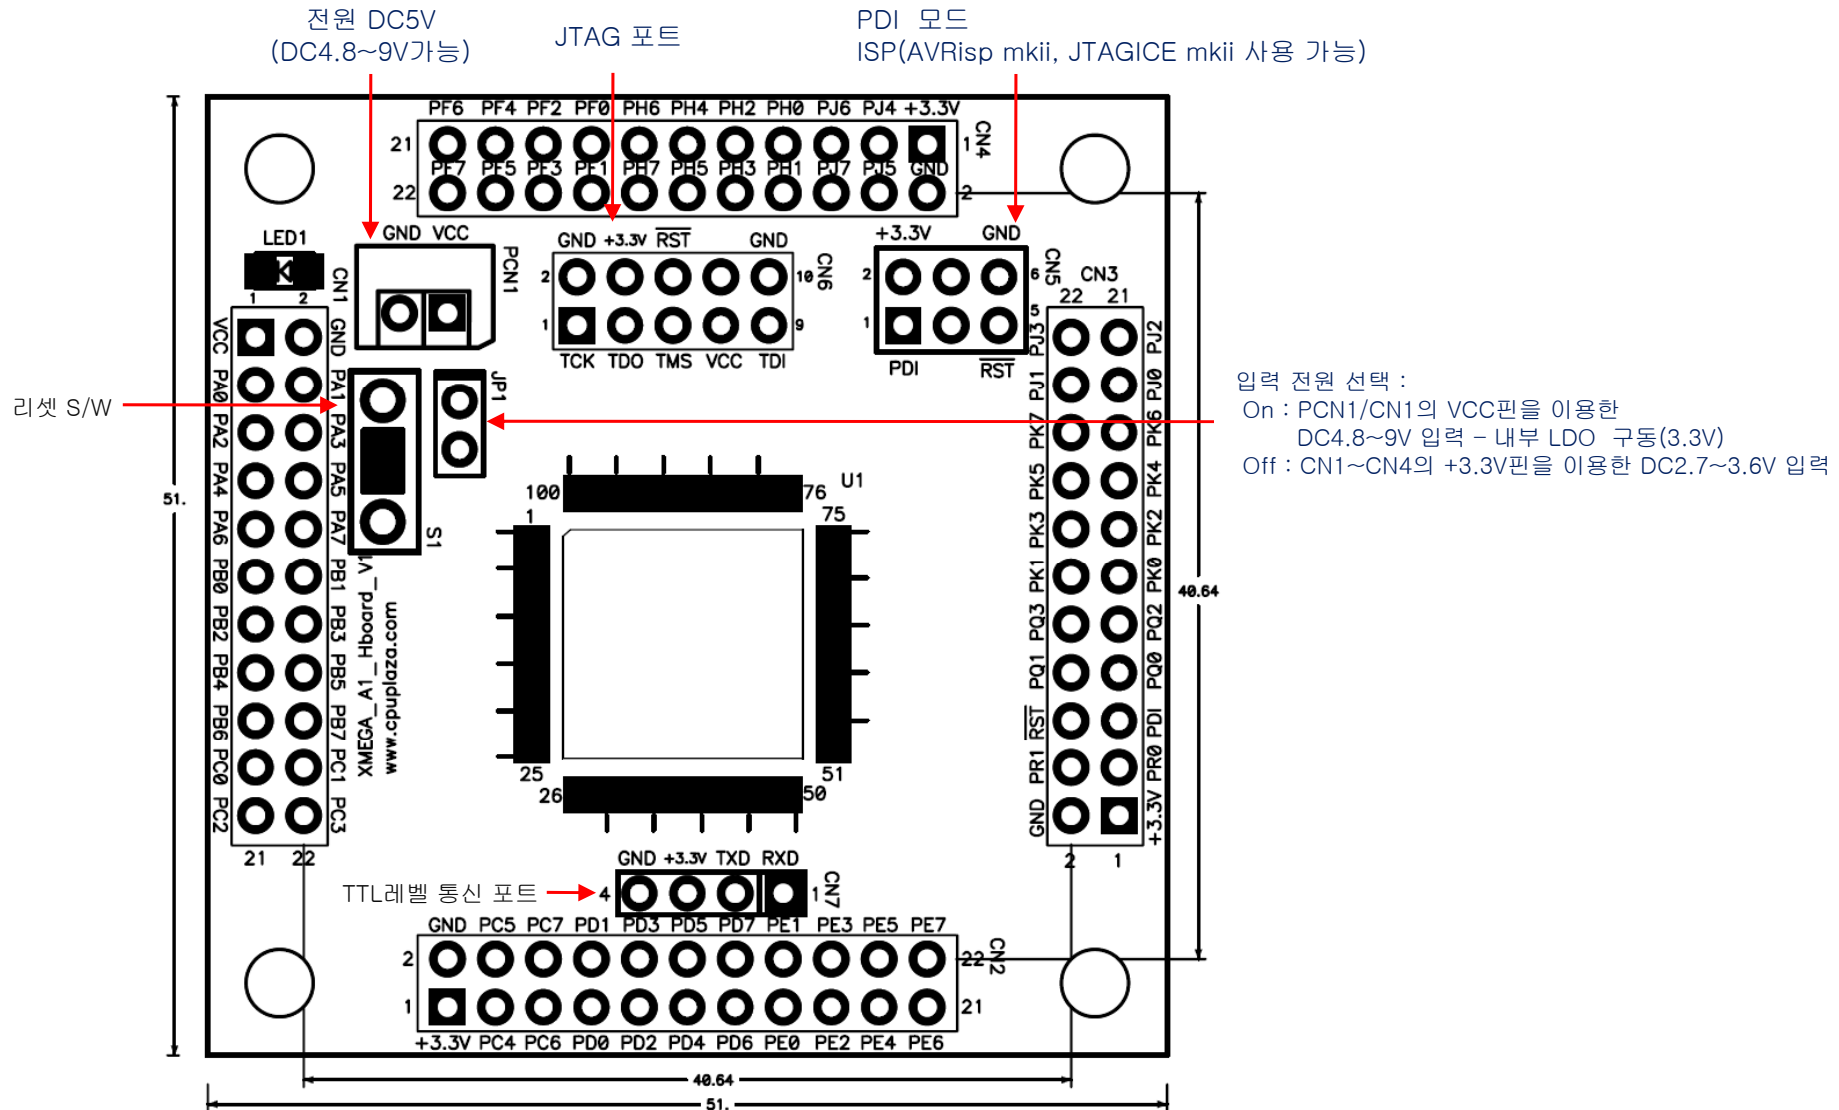 전원 DC5V
(DC4.8~9V가능)
JTAG 포트
PDI 모드
ISP(AVRisp mkii, JTAGICE mkii 사용 가능)
PF6 PF4 PF2 PF0 PH6 PH4 PH2 PH0 PJ6 PJ4 +3.3V
21 1 CN4
PF7 PF5 PF3 PF1 PH7 PH5 PH3 PH1 PJ7 PJ5 GND
22 2
LED1
GND VCC
PCN1
GND +3.3V RST GND
2 10 CN6
1 9
TCK TDO TMS VCC TDI
+3.3V GND
2 6 CN5
1 5
PDI RST
CN3
22 21
PJ3 PJ2
PJ1 PJ0
PK7 PK6
PK5 PK4
PK3 PK2
PK1 PK0
PQ3 PQ2
PQ1 PQ0
RST PDI
PR1 PR0
GND +3.3V
2 1
CN1
1 2
VCC GND
PA0 PA1
PA2 PA3
PA4 PA5
PA6 PA7
PB0 PB1
PB2 PB3
PB4 PB5
PB6 PB7
PC0 PC1
PC2 PC3
21 22
리셋 S/W
JP1
S1
입력 전원 선택 :
On : PCN1/CN1의 VCC핀을 이용한
DC4.8~9V 입력 – 내부 LDO 구동(3.3V)
Off : CN1~CN4의 +3.3V핀을 이용한 DC2.7~3.6V 입력
XMEGA_A1_Hboard_V1
www.cpuplaza.com
U1
100 76
1 75
25 51
26 50
51.
40.64
GND +3.3V TXD RXD
TTL레벨 통신 포트
4 1 CN7
GND PC5 PC7 PD1 PD3 PD5 PD7 PE1 PE3 PE5 PE7
2 22 CN2
1 21
+3.3V PC4 PC6 PD0 PD2 PD4 PD6 PE0 PE2 PE4 PE6
40.64
51.